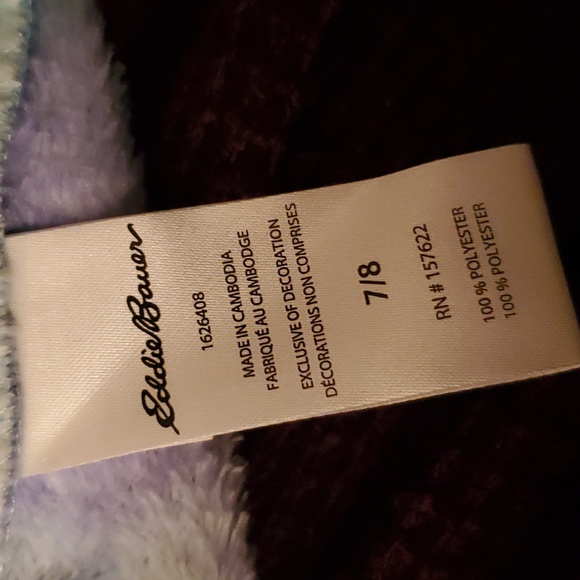 Eddie Bauer
1626408
MADE IN CAMBODIA
FABRIQUÉ AU CAMBODGE
EXCLUSIVE OF DECORATION
DÉCORATIONS NON COMPRISES
7/8
RN # 157622
100 % POLYESTER
100 % POLYESTER